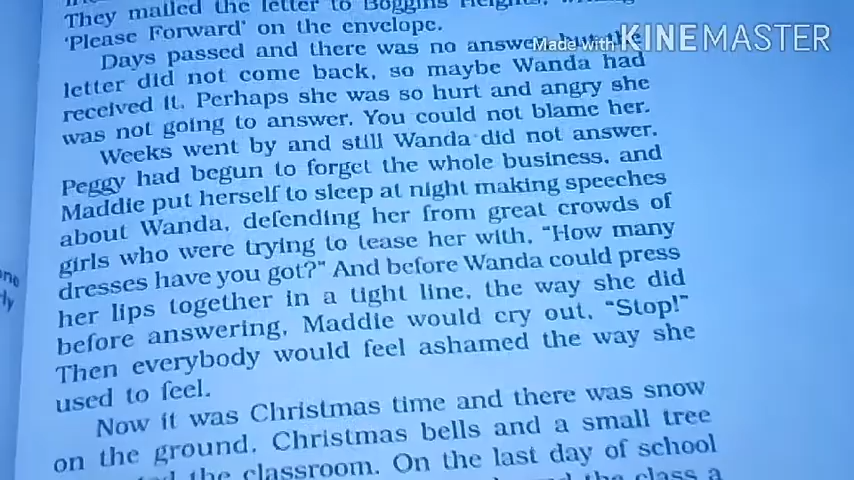 They mailed the letter to Boggins Heights,
'Please Forward' on the envelope.
Days passed and there was no answer, but the
Made with KINEMASTER
letter did not come back, so maybe Wanda had
received it. Perhaps she was so hurt and angry she
was not going to answer. You could not blame her.
Weeks went by and still Wanda did not answer.
Peggy had begun to forget the whole business, and
Maddie put herself to sleep at night making speeches
about Wanda, defending her from great crowds of
girls who were trying to tease her with, “How many
dresses have you got?” And before Wanda could press
her lips together in a tight line, the way she did
before answering, Maddie would cry out, “Stop!”
Then everybody would feel ashamed the way she
used to feel.
Now it was Christmas time and there was snow
on the ground. Christmas bells and a small tree
the classroom. On the last day of school
the class a